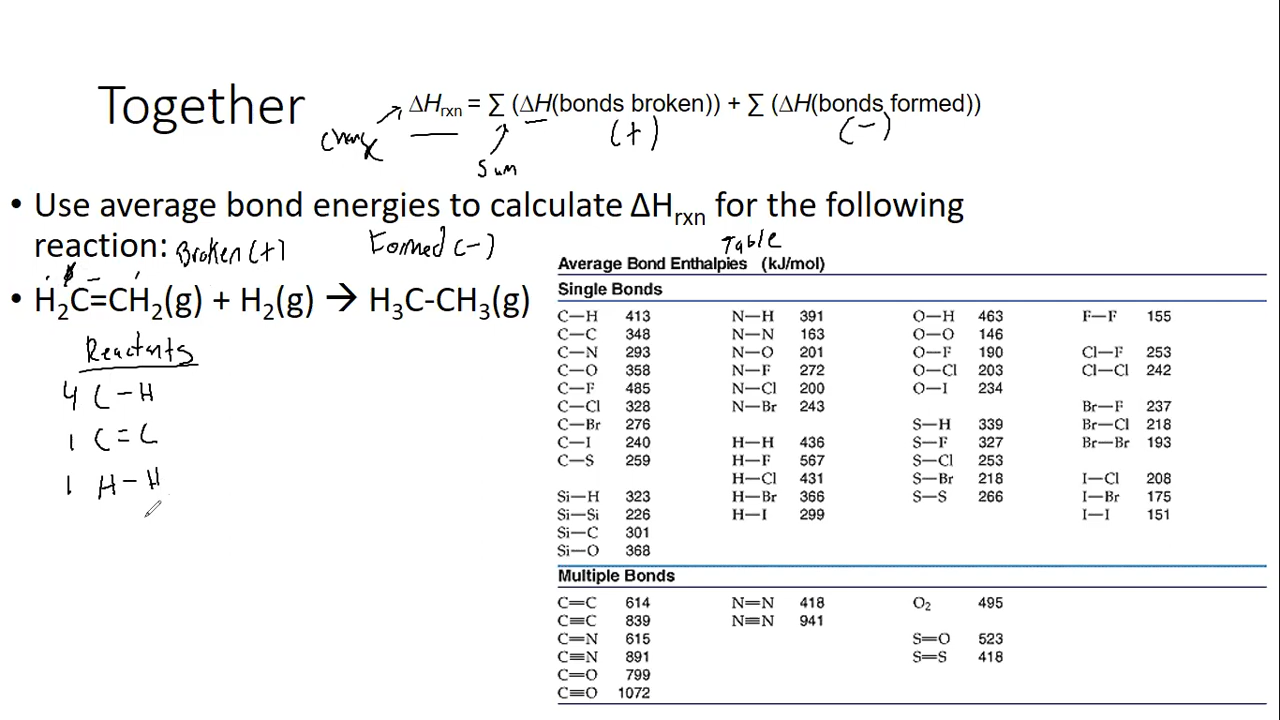 Together
ΔHrxn = ∑ (ΔH(bonds broken)) + ∑ (ΔH(bonds formed))
change
sum
(+)
(−)
• Use average bond energies to calculate ΔHrxn for the following
reaction:
Broken (+)
Formed (−)
• H2C=CH2(g) + H2(g) → H3C-CH3(g)
Reactants
4 C − H
1 C = C
1 H − H
Table
Average Bond Enthalpies (kJ/mol)
Single Bonds
C—H 413 N—H 391 O—H 463 F—F 155
C—C 348 N—N 163 O—O 146
C—N 293 N—O 201 O—F 190 Cl—F 253
C—O 358 N—F 272 O—Cl 203 Cl—Cl 242
C—F 485 N—Cl 200 O—I 234
C—Cl 328 N—Br 243 Br—F 237
C—Br 276 S—H 339 Br—Cl 218
C—I 240 H—H 436 S—F 327 Br—Br 193
C—S 259 H—F 567 S—Cl 253
H—Cl 431 S—Br 218 I—Cl 208
Si—H 323 H—Br 366 S—S 266 I—Br 175
Si—Si 226 H—I 299 I—I 151
Si—C 301
Si—O 368
Multiple Bonds
C=C 614 N=N 418 O2 495
C≡C 839 N≡N 941
C=N 615 S=O 523
C≡N 891 S=S 418
C=O 799
C≡O 1072